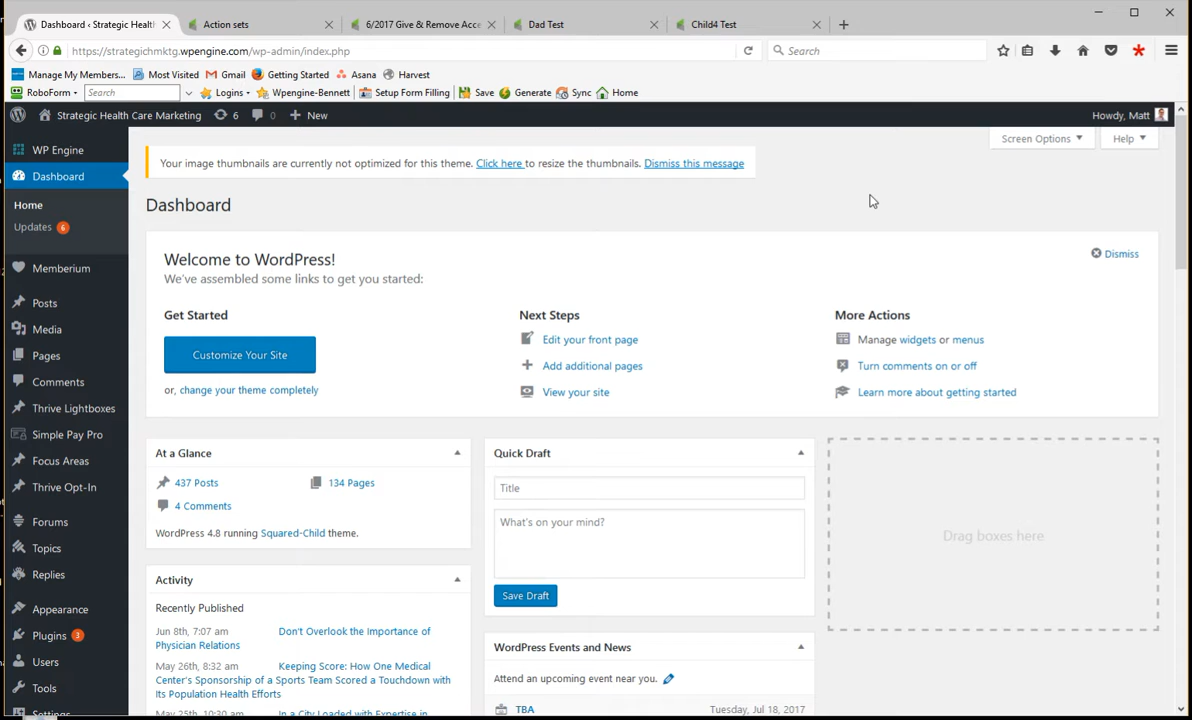 Dashboard ‹ Strategic Healt
Action sets
6/2017 Give & Remove Acce
Dad Test
Child4 Test
https://strategichmktg.wpengine.com/wp-admin/index.php
Search
Manage My Members...
Most Visited
Gmail
Getting Started
Asana
Harvest
RoboForm
Search
Logins
Wpengine-Bennett
Setup Form Filling
Save
Generate
Sync
Home
Strategic Health Care Marketing
6
0
New
Howdy, Matt
WP Engine
Dashboard
Home
Updates 6
Memberium
Posts
Media
Pages
Comments
Thrive Lightboxes
Simple Pay Pro
Focus Areas
Thrive Opt-In
Forums
Topics
Replies
Appearance
Plugins 3
Users
Tools
Settings
Screen Options
Help
Your image thumbnails are currently not optimized for this theme. Click here to resize the thumbnails. Dismiss this message
Dashboard
Welcome to WordPress!
Dismiss
We've assembled some links to get you started:
Get Started
Customize Your Site
or, change your theme completely
Next Steps
Edit your front page
Add additional pages
View your site
More Actions
Manage widgets or menus
Turn comments on or off
Learn more about getting started
At a Glance
437 Posts
134 Pages
4 Comments
WordPress 4.8 running Squared-Child theme.
Activity
Recently Published
Jun 8th, 7:07 am Don't Overlook the Importance of
Physician Relations
May 26th, 8:32 am Keeping Score: How One Medical
Center's Sponsorship of a Sports Team Scored a Touchdown with
Its Population Health Efforts
May 25th, 10:30 am In a City Loaded with Expertise in
Quick Draft
Title
What's on your mind?
Save Draft
WordPress Events and News
Attend an upcoming event near you.
TBA
Tuesday, Jul 18, 2017
Drag boxes here